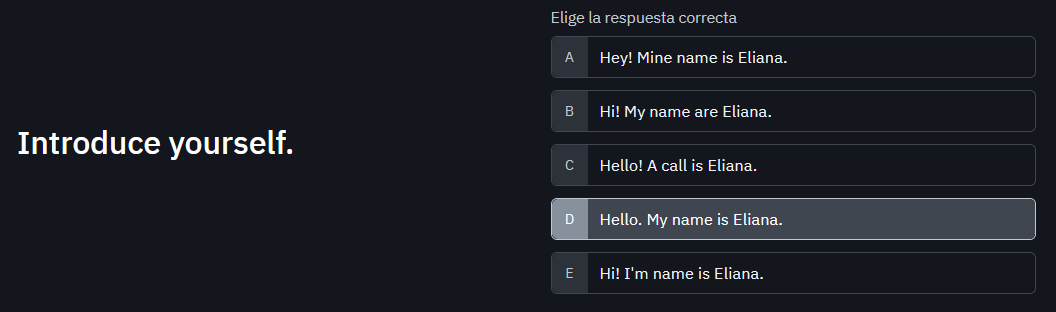 Introduce yourself.
Elige la respuesta correcta
A Hey! Mine name is Eliana.
B Hi! My name are Eliana.
C Hello! A call is Eliana.
D Hello. My name is Eliana.
E Hi! I'm name is Eliana.